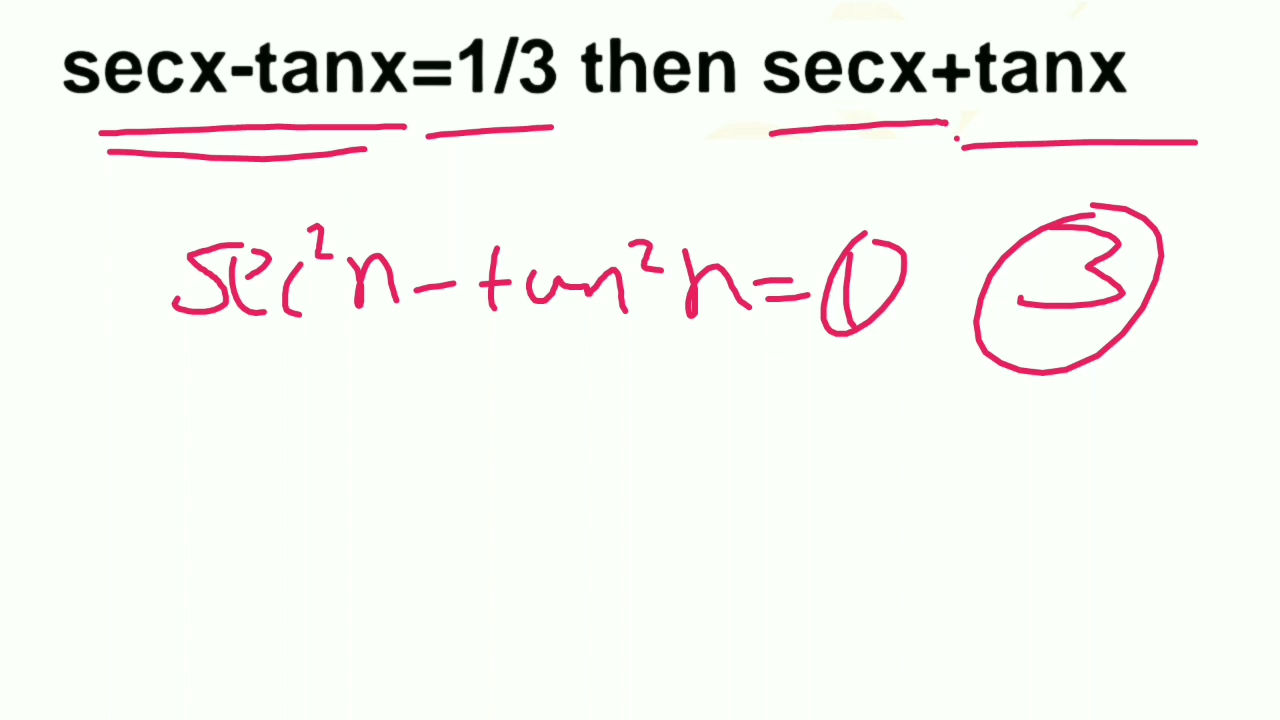 secx-tanx=1/3 then secx+tanx
sec²n-tan²n=1 3